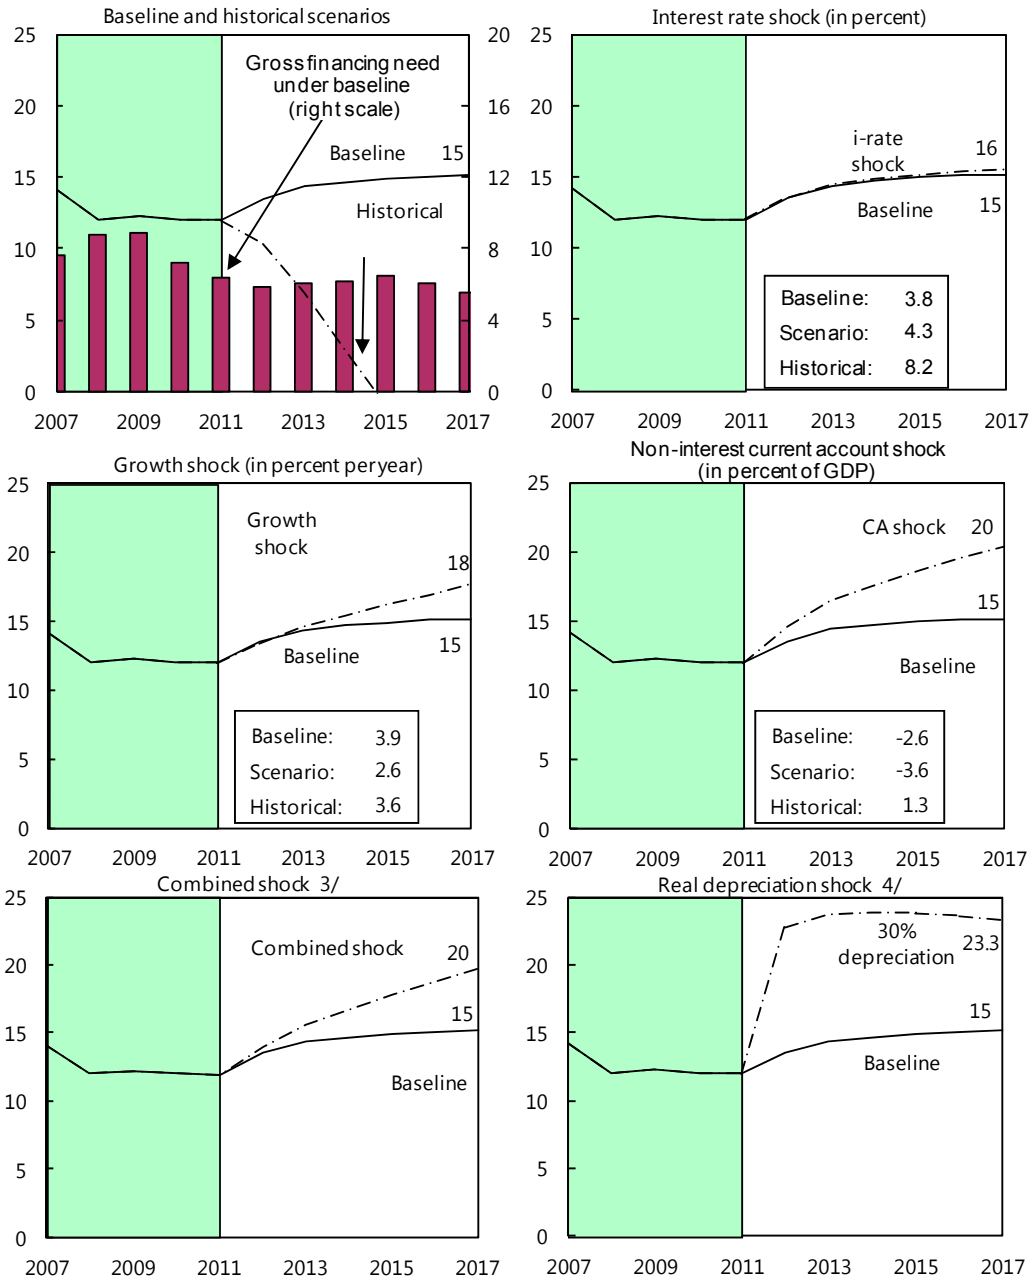 Baseline and historical scenarios
25
20
15
10
5
0
20
16
12
8
4
0
Gross financing need
under baseline
(right scale)
Baseline 15
Historical
2007 2009 2011 2013 2015 2017
Interest rate shock (in percent)
25
20
15
10
5
0
i-rate
shock
16
Baseline
15
Baseline: 3.8
Scenario: 4.3
Historical: 8.2
2007 2009 2011 2013 2015 2017
Growth shock (in percent per year)
25
20
15
10
5
0
Growth
shock
18
15
Baseline
Baseline: 3.9
Scenario: 2.6
Historical: 3.6
2007 2009 2011 2013 2015 2017
Non-interest current account shock
(in percent of GDP)
25
20
15
10
5
0
CA shock 20
15
Baseline
Baseline: -2.6
Scenario: -3.6
Historical: 1.3
2007 2009 2011 2013 2015 2017
Combined shock 3/
25
20
15
10
5
0
Combined shock 20
15
Baseline
2007 2009 2011 2013 2015 2017
Real depreciation shock 4/
25
20
15
10
5
0
30%
depreciation
23.3
15
Baseline
2007 2009 2011 2013 2015 2017